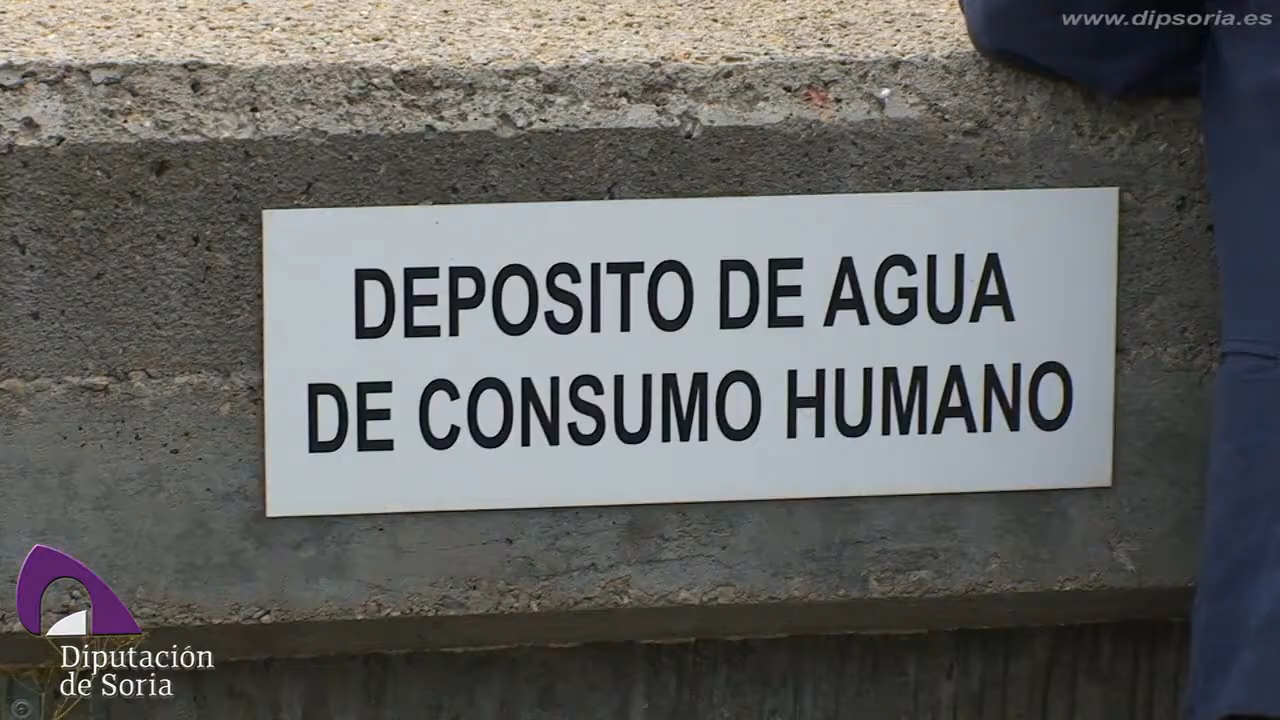 www.dipsoria.es
DEPOSITO DE AGUA
DE CONSUMO HUMANO
Diputación
de Soria